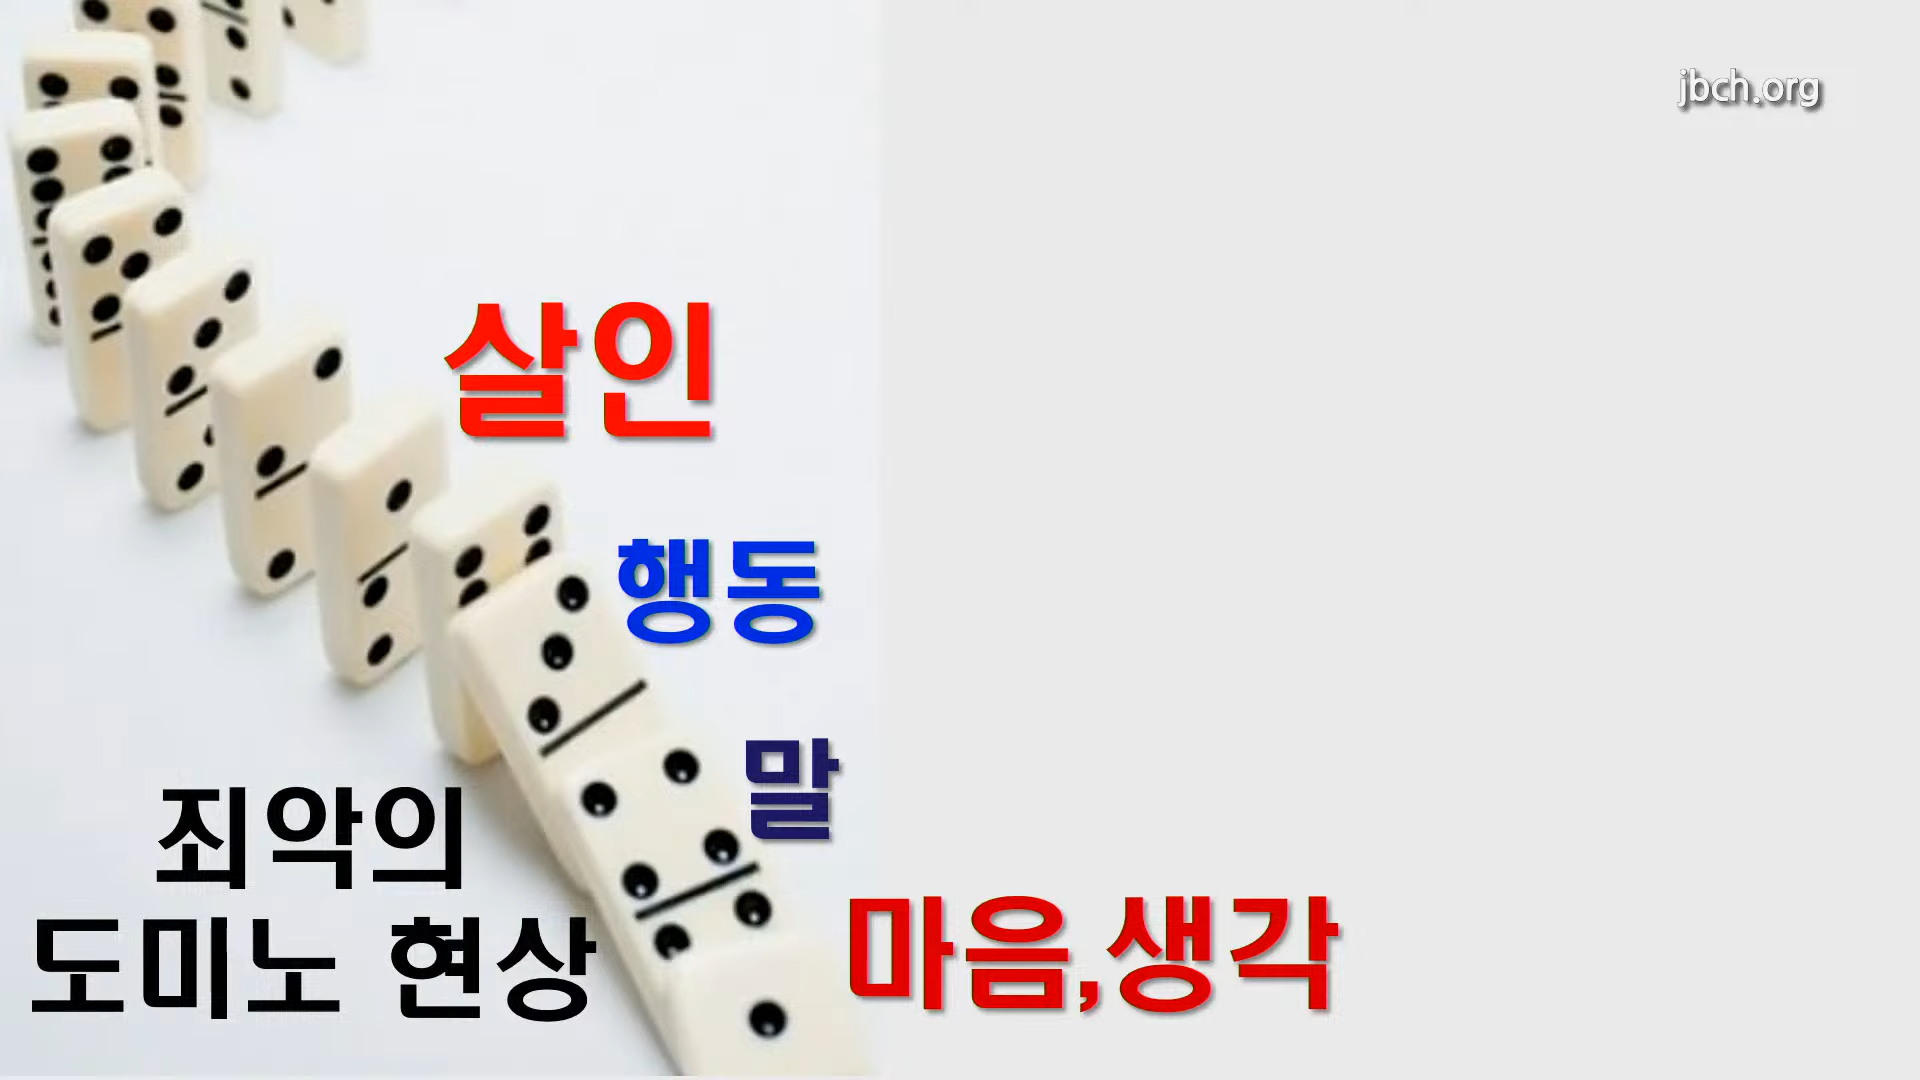 jbch.org
살인
행동
말
마음,생각
죄악의
도미노 현상